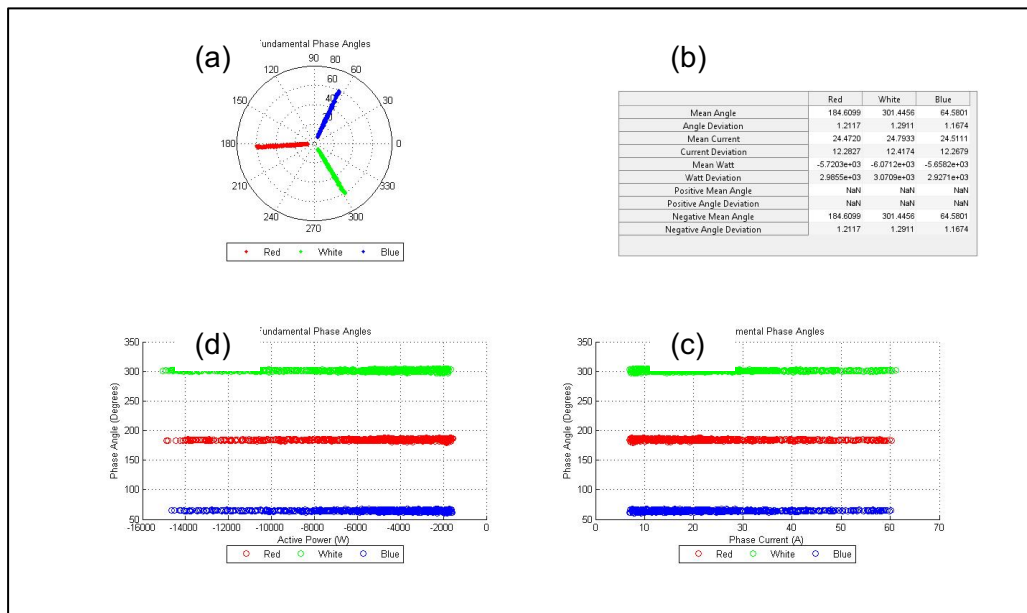 (a)
Fundamental Phase Angles
90
80
120
60
60
40
150
30
180
0
210
330
240
300
270
Red White Blue
(b)
Red White Blue
Mean Angle 184.6099 301.4456 64.5801
Angle Deviation 1.2117 1.2911 1.1674
Mean Current 24.4720 24.7933 24.5111
Current Deviation 12.2827 12.4174 12.2679
Mean Watt -5.7203e+03 -6.0712e+03 -5.6582e+03
Watt Deviation 2.9855e+03 3.0709e+03 2.9271e+03
Positive Mean Angle NaN NaN NaN
Positive Angle Deviation NaN NaN NaN
Negative Mean Angle 184.6099 301.4456 64.5801
Negative Angle Deviation 1.2117 1.2911 1.1674
(d)
Fundamental Phase Angles
350
300
250
200
150
100
50
Phase Angle (Degrees)
-16000 -14000 -12000 -10000 -8000 -6000 -4000 -2000 0
Active Power (W)
Red White Blue
(c)
mental Phase Angles
350
300
250
200
150
100
50
Phase Angle (Degrees)
0 10 20 30 40 50 60 70
Phase Current (A)
Red White Blue